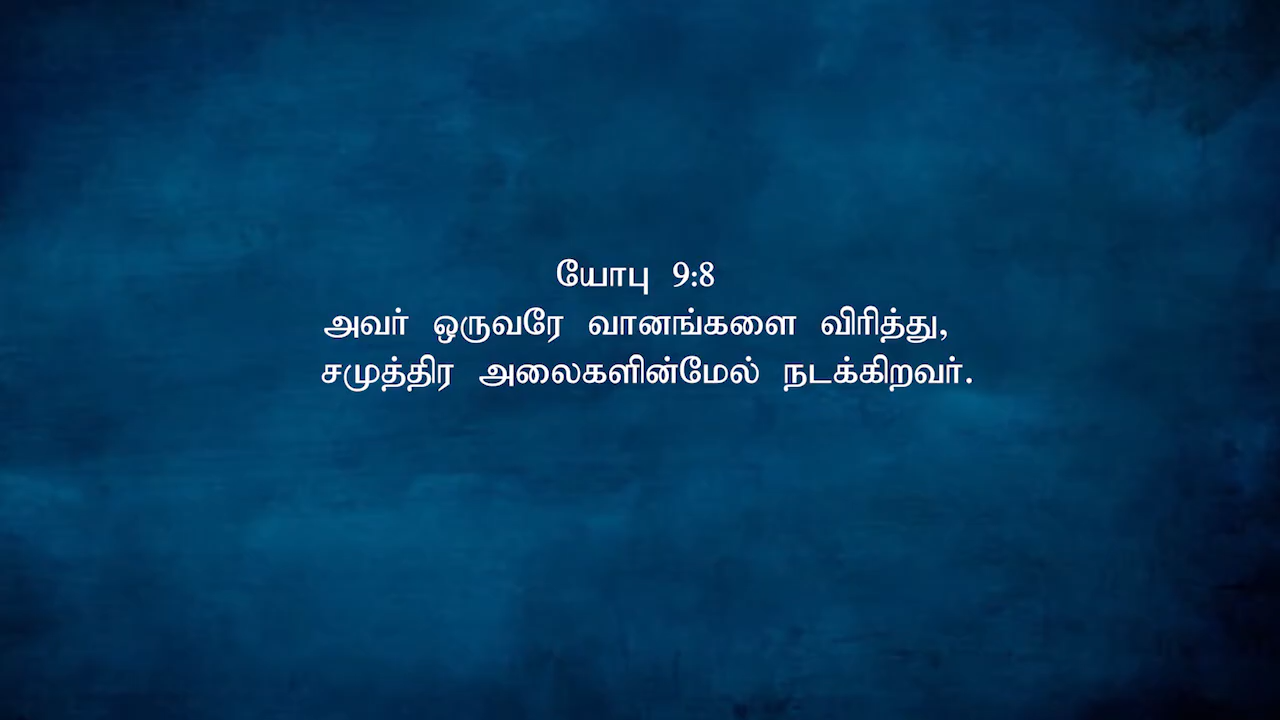 யோபு 9:8
அவர் ஒருவரே வானங்களை விரித்து,
சமுத்திர அலைகளின்மேல் நடக்கிறவர்.